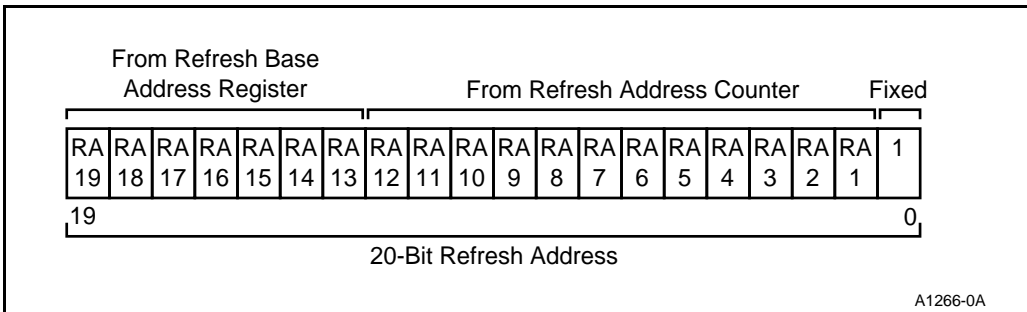 From Refresh Base
Address Register
From Refresh Address Counter
Fixed
RA RA RA RA RA RA RA RA RA RA RA RA RA RA RA RA RA RA RA 1
19 18 17 16 15 14 13 12 11 10 9 8 7 6 5 4 3 2 1
19 0
20-Bit Refresh Address
A1266-0A